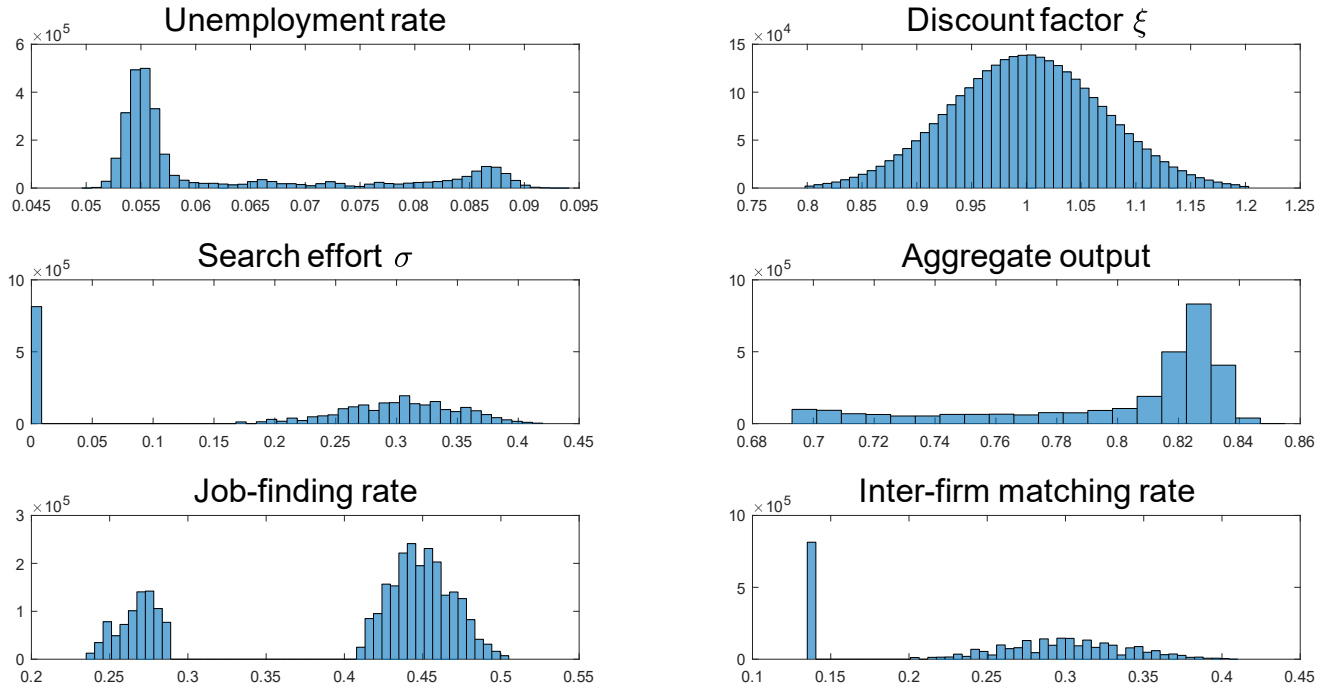 Unemployment rate
×10^5
6
4
2
0
0.045 0.05 0.055 0.06 0.065 0.07 0.075 0.08 0.085 0.09 0.095
Discount factor ξ
×10^4
15
10
5
0
0.75 0.8 0.85 0.9 0.95 1 1.05 1.1 1.15 1.2 1.25
Search effort σ
×10^5
10
5
0
0 0.05 0.1 0.15 0.2 0.25 0.3 0.35 0.4 0.45
Aggregate output
×10^5
10
5
0
0.68 0.7 0.72 0.74 0.76 0.78 0.8 0.82 0.84 0.86
Job-finding rate
×10^5
3
2
1
0
0.2 0.25 0.3 0.35 0.4 0.45 0.5 0.55
Inter-firm matching rate
×10^5
10
5
0
0.1 0.15 0.2 0.25 0.3 0.35 0.4 0.45